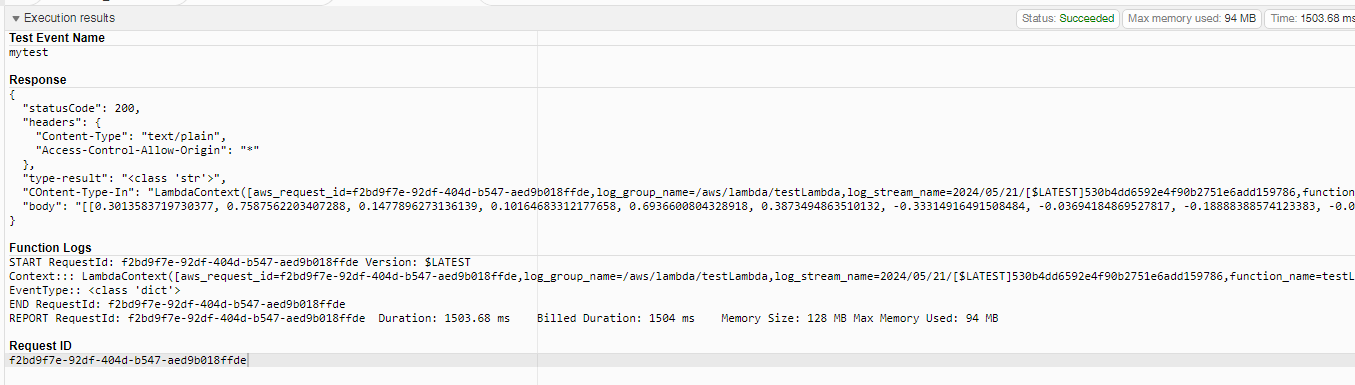 Execution results
Status: Succeeded
Max memory used: 94 MB
Time: 1503.68 ms
Test Event Name
mytest
Response
{
"statusCode": 200,
"headers": {
"Content-Type": "text/plain",
"Access-Control-Allow-Origin": "*"
},
"type-result": "<class 'str'>",
"COntent-Type-In": "LambdaContext([aws_request_id=f2bd9f7e-92df-404d-b547-aed9b018ffde,log_group_name=/aws/lambda/testLambda,log_stream_name=2024/05/21/[$LATEST]530b4dd6592e4f90b2751e6add159786,function
"body": "[[0.3013583719730377, 0.7587562203407288, 0.1477896273136139, 0.10164683312177658, 0.6936600804328918, 0.3873494863510132, -0.33314916491508484, -0.03694184869527817, -0.18888388574123383, -0.0
}
Function Logs
START RequestId: f2bd9f7e-92df-404d-b547-aed9b018ffde Version: $LATEST
Context::: LambdaContext([aws_request_id=f2bd9f7e-92df-404d-b547-aed9b018ffde,log_group_name=/aws/lambda/testLambda,log_stream_name=2024/05/21/[$LATEST]530b4dd6592e4f90b2751e6add159786,function_name=testL
EventType:: <class 'dict'>
END RequestId: f2bd9f7e-92df-404d-b547-aed9b018ffde
REPORT RequestId: f2bd9f7e-92df-404d-b547-aed9b018ffde Duration: 1503.68 ms Billed Duration: 1504 ms Memory Size: 128 MB Max Memory Used: 94 MB
Request ID
f2bd9f7e-92df-404d-b547-aed9b018ffde